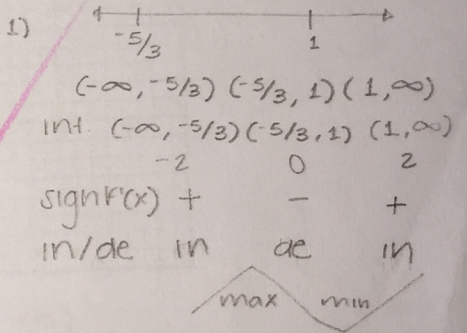 1)
-5/3 1
(-∞, -5/3) (-5/3, 1) (1, ∞)
int. (-∞, -5/3) (-5/3, 1) (1, ∞)
-2 0 2
sign f'(x) + - +
in/de in de in
max min